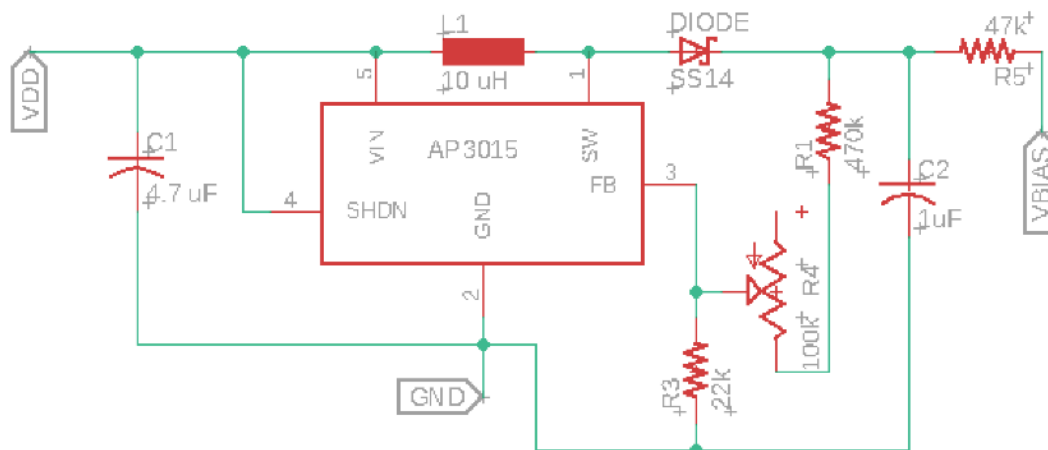 VDD
C1
4.7 uF
L1
10 uH
5
1
VIN
AP3015
SW
FB
3
4
SHDN
GND
2
GND
DIODE
SS14
R1
470k
R4
100k
R3
22k
C2
1uF
47k
R5
VBIAS